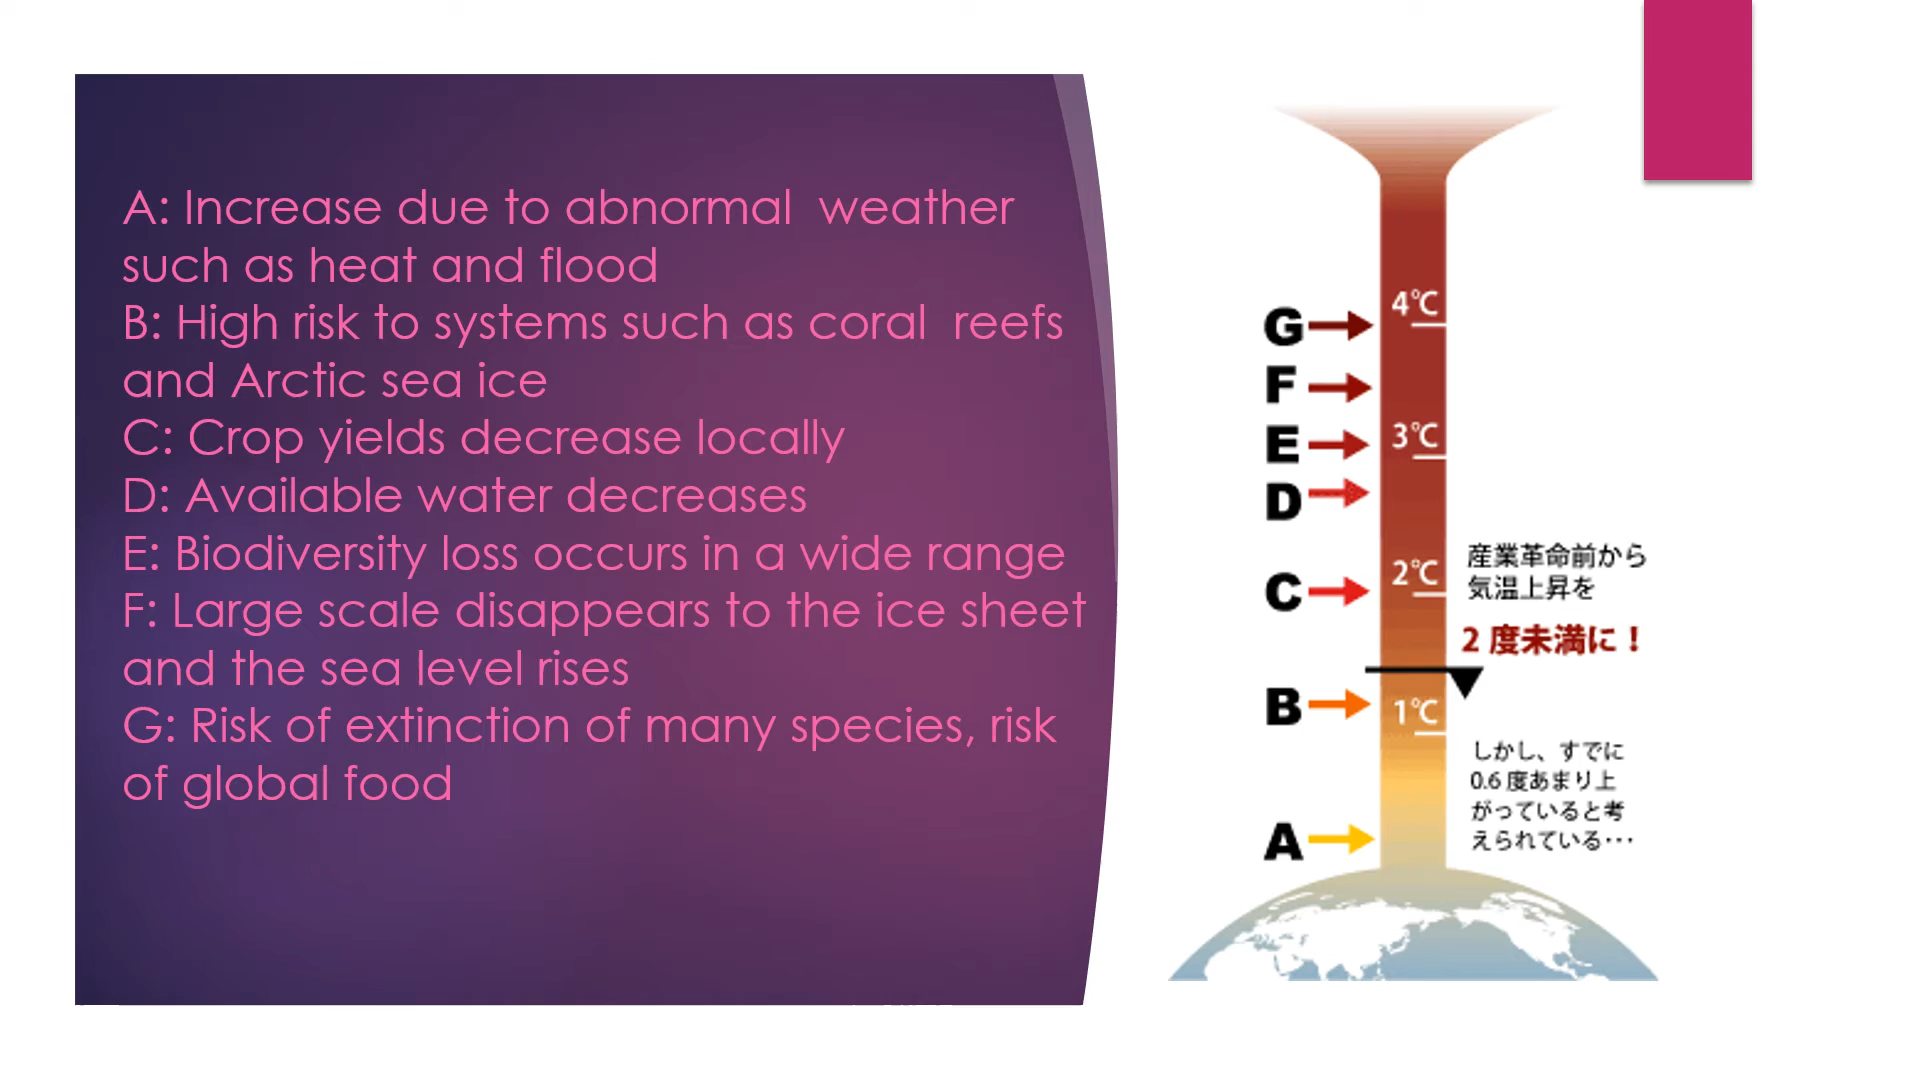 A: Increase due to abnormal  weather
such as heat and flood
B: High risk to systems such as coral  reefs
and Arctic sea ice
C: Crop yields decrease locally
D: Available water decreases
E: Biodiversity loss occurs in a wide range
F: Large scale disappears to the ice sheet
and the sea level rises
G: Risk of extinction of many species, risk
of global food
4℃
G
F
3℃
E
D
2℃
C
産業革命前から
気温上昇を
2 度未満に！
B
1℃
しかし、すでに
0.6 度あまり上
がっていると考
えられている･･･
A